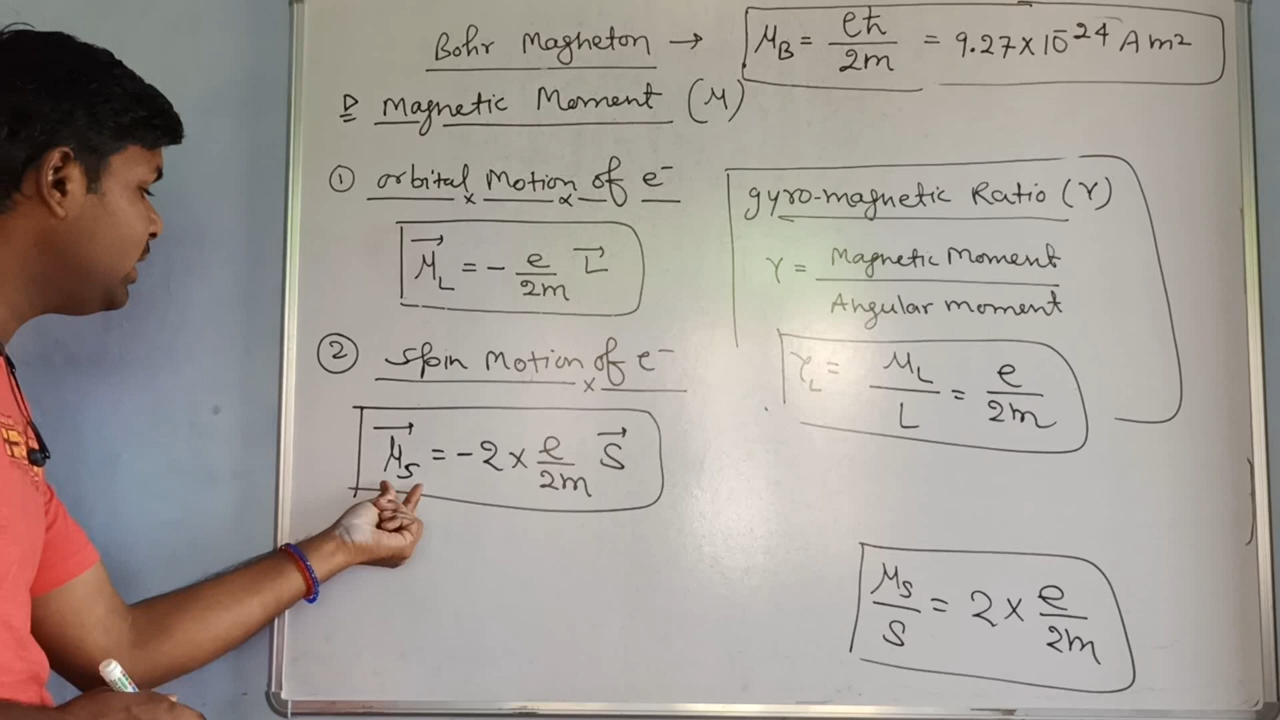 Bohr Magneton → μB = eħ/2m = 9.27×10⁻²⁴ A m²
Magnetic Moment (μ)
① orbital Motion of e⁻
μL = - e/2m L
② Spin Motion of e⁻
μS = -2 × e/2m S
gyro-magnetic Ratio (γ)
γ = Magnetic Moment
Angular moment
γL = μL/L = e/2m
μS/S = 2 × e/2m